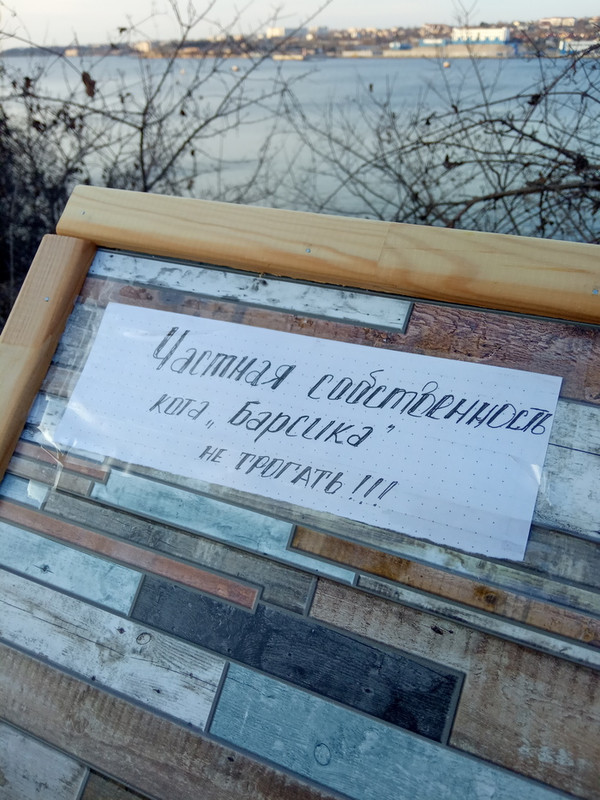 Частная собственность
кота „Барсика”
не трогать!!!